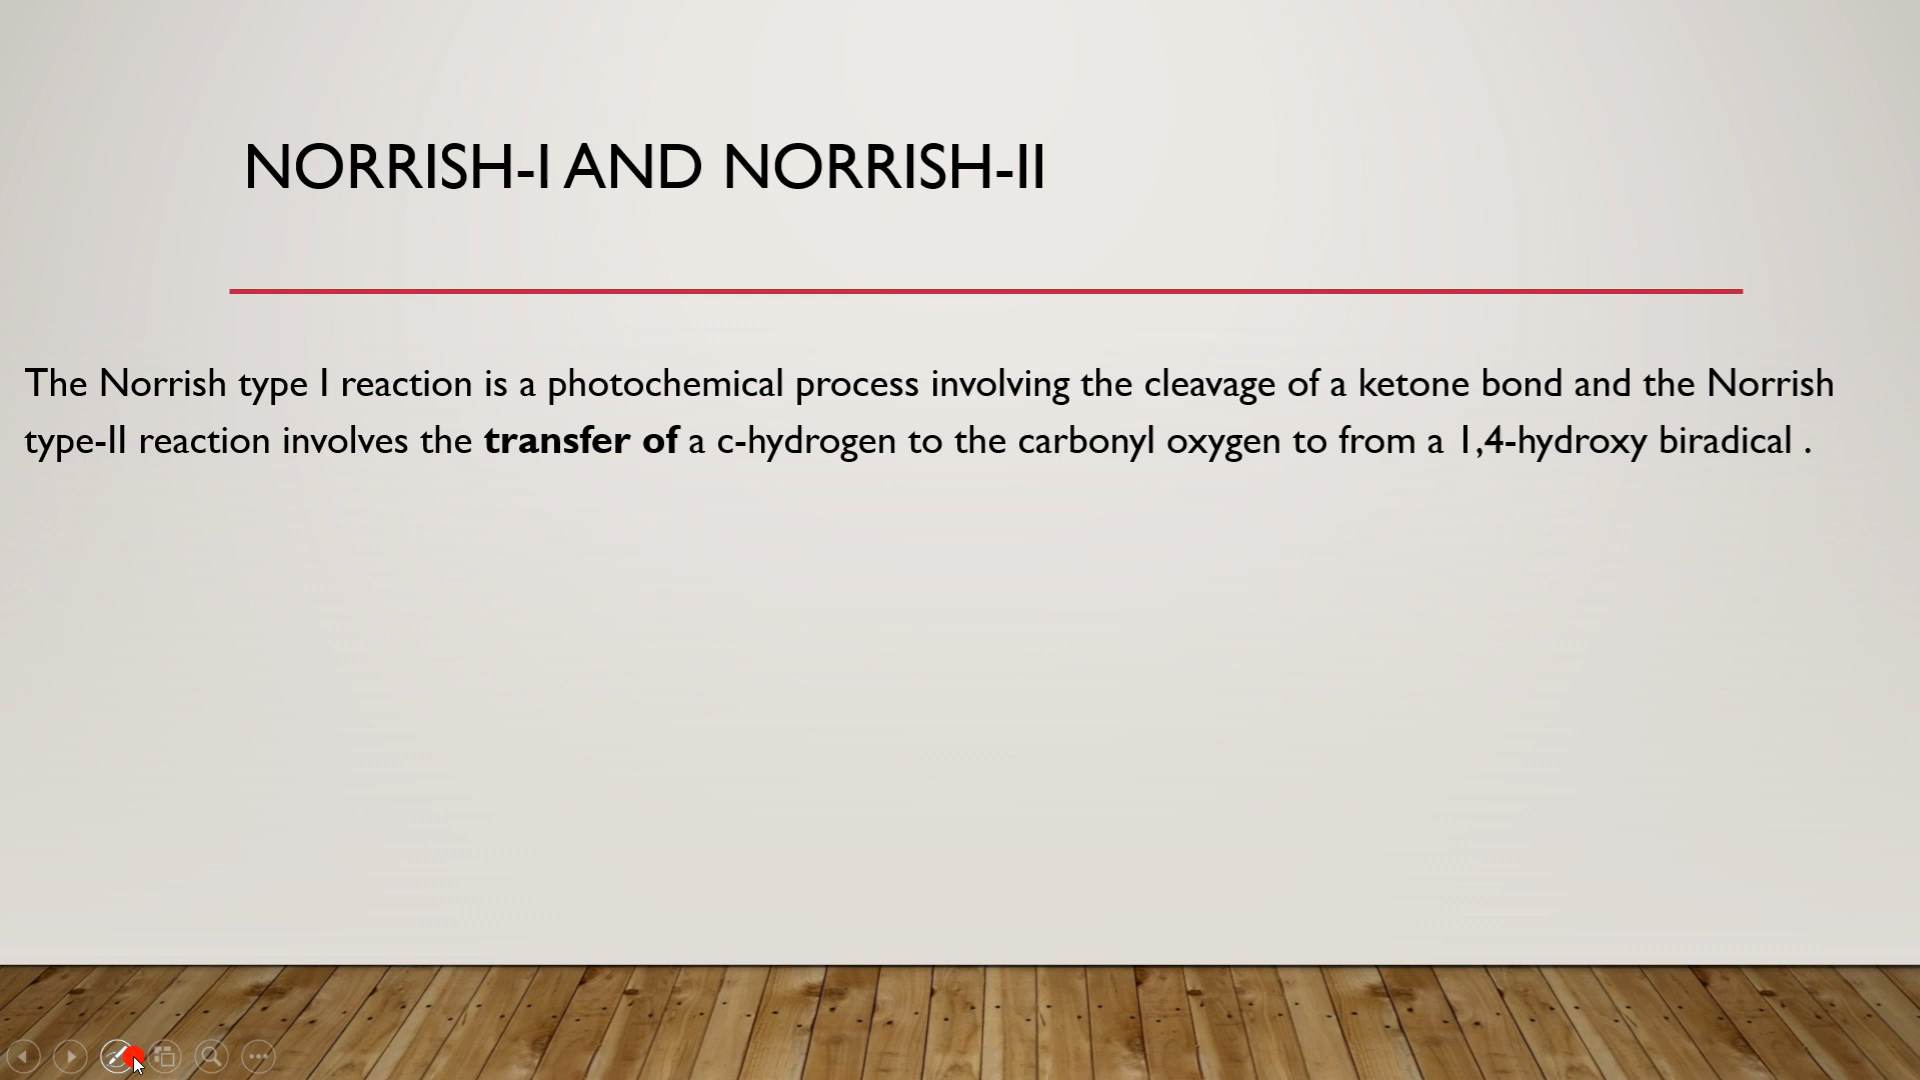 NORRISH-I AND NORRISH-II
The Norrish type I reaction is a photochemical process involving the cleavage of a ketone bond and the Norrish
type-II reaction involves the transfer of a c-hydrogen to the carbonyl oxygen to from a 1,4-hydroxy biradical .